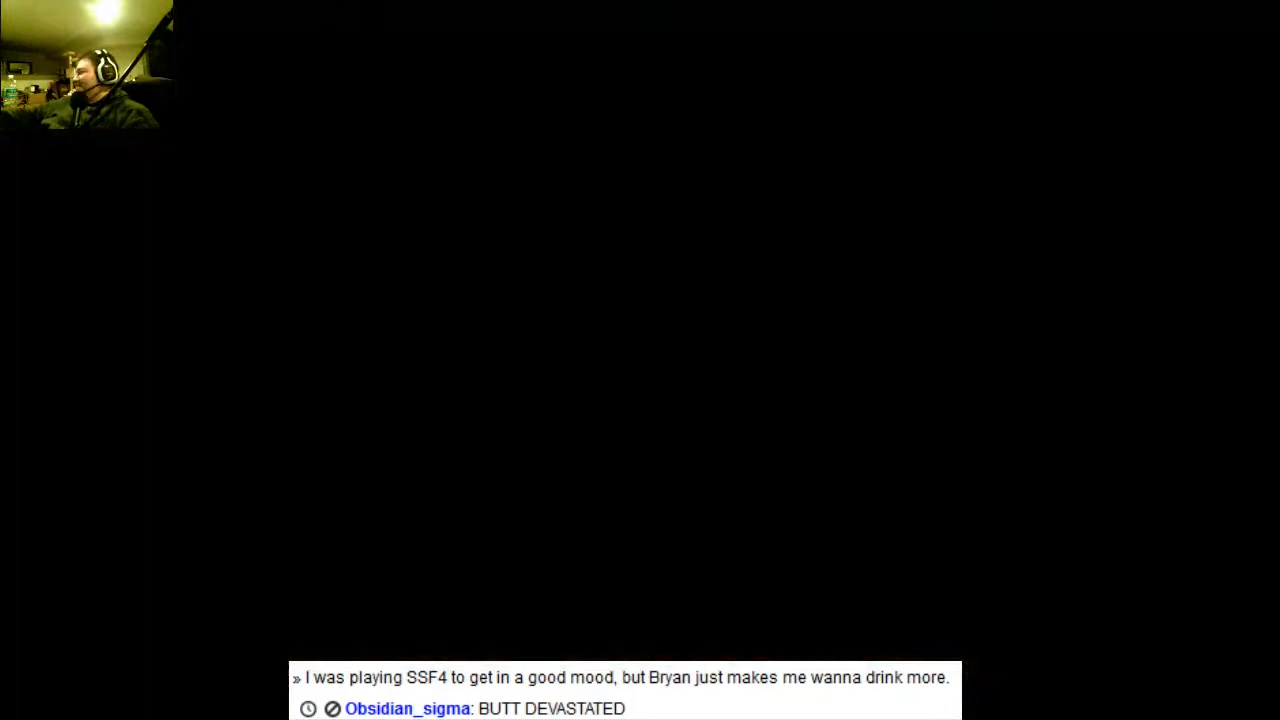 » I was playing SSF4 to get in a good mood, but Bryan just makes me wanna drink more.
Obsidian_sigma: BUTT DEVASTATED